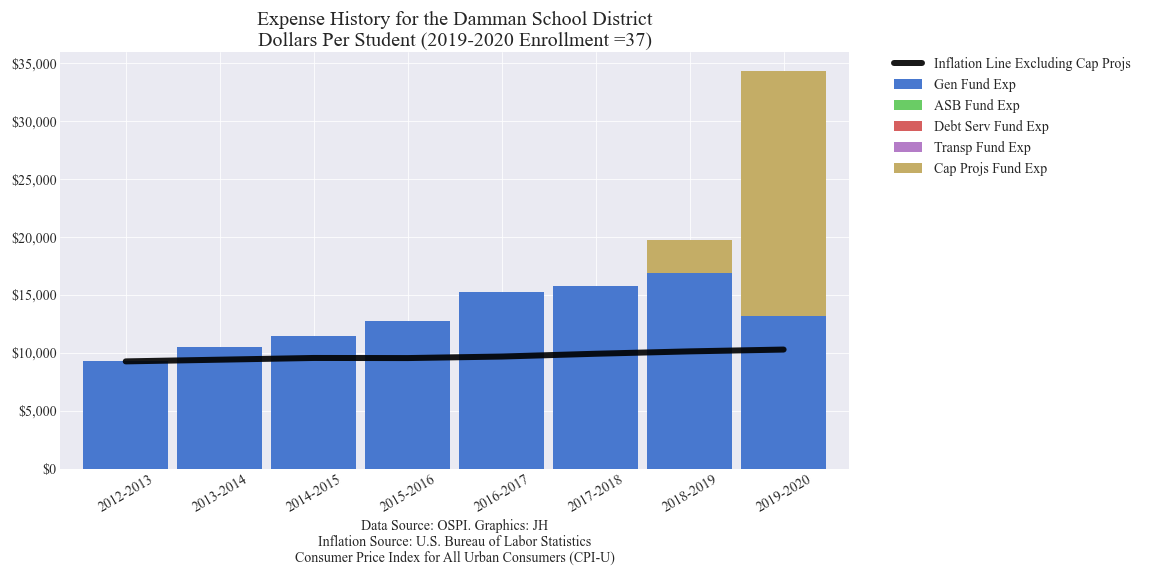 Expense History for the Damman School District
Dollars Per Student (2019-2020 Enrollment =37)
$35,000
$30,000
$25,000
$20,000
$15,000
$10,000
$5,000
$0
2012-2013
2013-2014
2014-2015
2015-2016
2016-2017
2017-2018
2018-2019
2019-2020
Inflation Line Excluding Cap Projs
Gen Fund Exp
ASB Fund Exp
Debt Serv Fund Exp
Transp Fund Exp
Cap Projs Fund Exp
Data Source: OSPI. Graphics: JH
Inflation Source: U.S. Bureau of Labor Statistics
Consumer Price Index for All Urban Consumers (CPI-U)